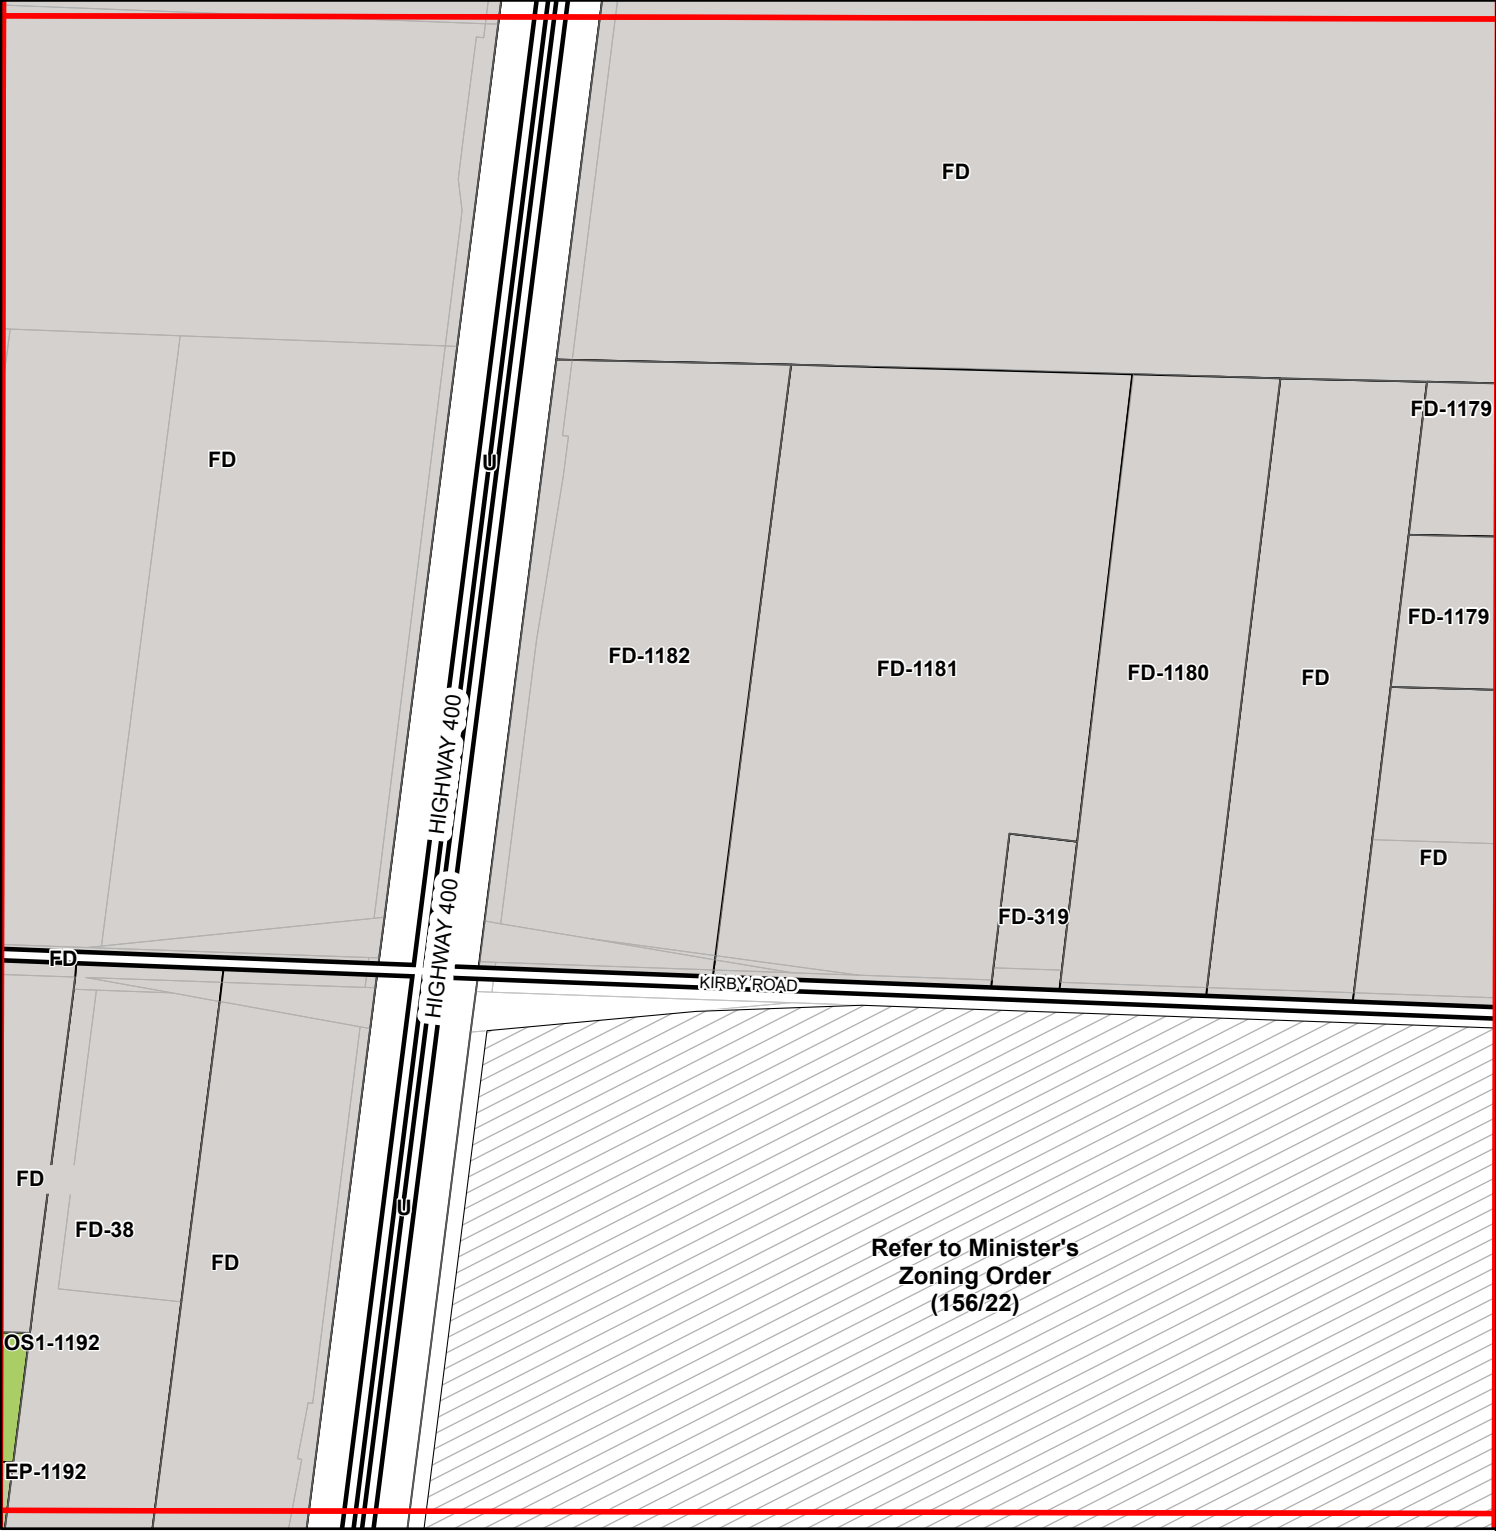 FD
FD-1179
FD
U
FD-1179
FD-1182
FD-1181
FD-1180
FD
HIGHWAY 400
FD
FD-319
HIGHWAY 400
FD
KIRBY ROAD
FD
FD-38
U
FD
Refer to Minister's
Zoning Order
(156/22)
OS1-1192
EP-1192